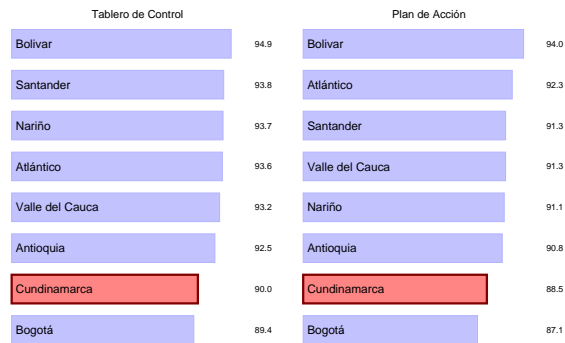 Tablero de Control
Bolivar 94.9
Santander 93.8
Nariño 93.7
Atlántico 93.6
Valle del Cauca 93.2
Antioquia 92.5
Cundinamarca 90.0
Bogotá 89.4
Plan de Acción
Bolivar 94.0
Atlántico 92.3
Santander 91.3
Valle del Cauca 91.3
Nariño 91.1
Antioquia 90.8
Cundinamarca 88.5
Bogotá 87.1